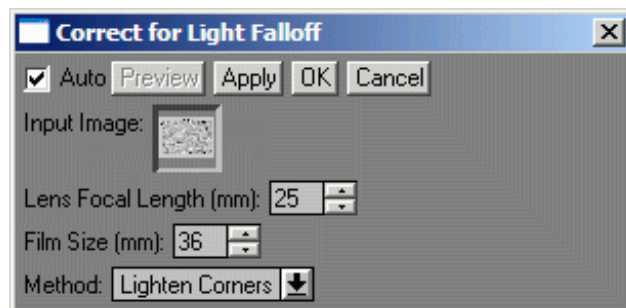 Correct for Light Falloff
Auto Preview Apply OK Cancel
Input Image:
Lens Focal Length (mm): 25
Film Size (mm): 36
Method: Lighten Corners